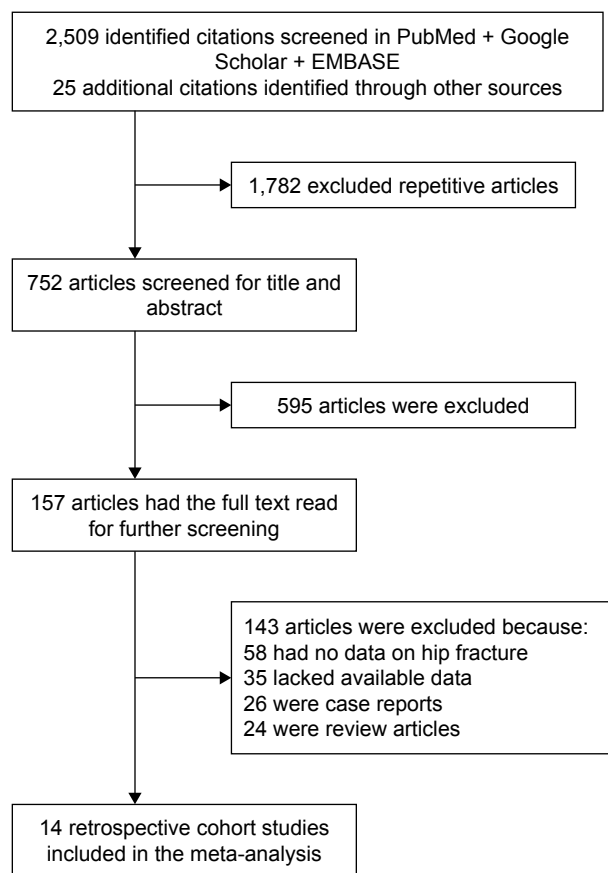 2,509 identified citations screened in PubMed + Google
Scholar + EMBASE
25 additional citations identified through other sources
1,782 excluded repetitive articles
752 articles screened for title and
abstract
595 articles were excluded
157 articles had the full text read
for further screening
143 articles were excluded because:
58 had no data on hip fracture
35 lacked available data
26 were case reports
24 were review articles
14 retrospective cohort studies
included in the meta-analysis